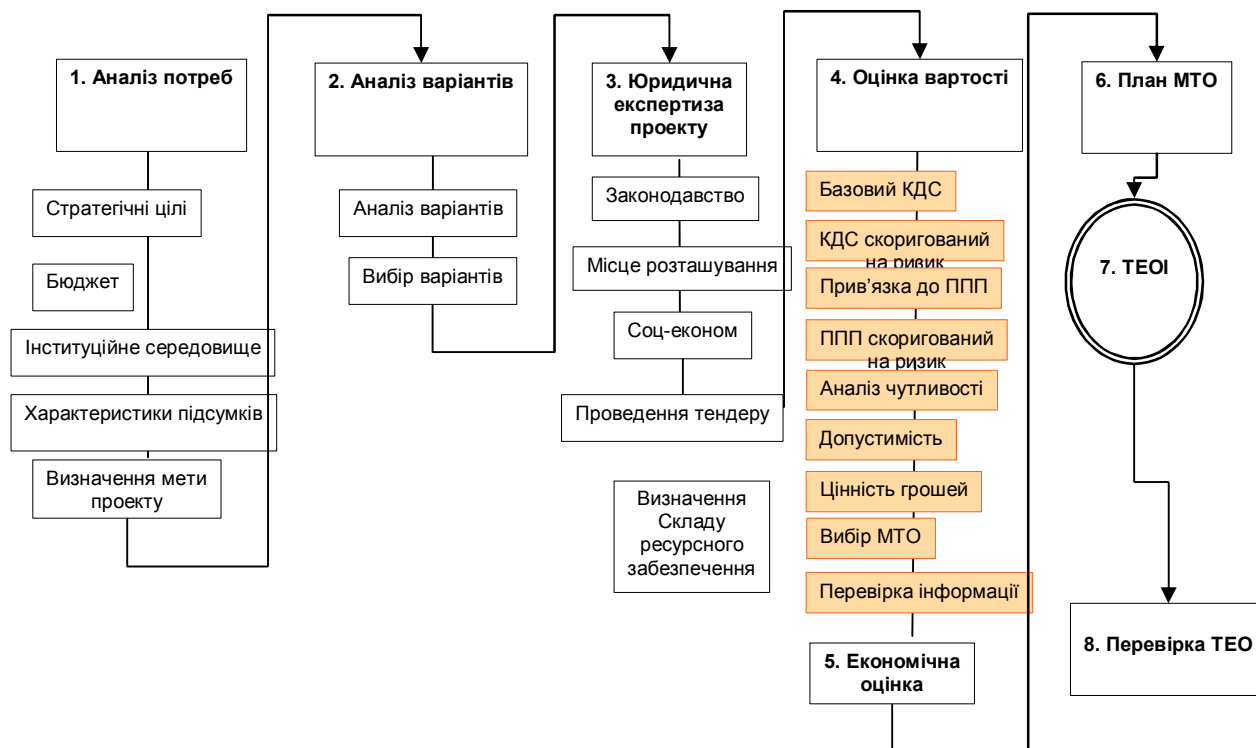 1. Аналіз потреб
Стратегічні цілі
Бюджет
Інституційне середовище
Характеристики підсумків
Визначення мети
проекту
2. Аналіз варіантів
Аналіз варіантів
Вибір варіантів
3. Юридична
експертиза
проекту
Законодавство
Місце розташування
Соц-економ
Проведення тендеру
Визначення
Складу
ресурсного
забезпечення
4. Оцінка вартості
Базовий КДС
КДС скоригований
на ризик
Прив’язка до ППП
ППП скоригований
на ризик
Аналіз чутливості
Допустимість
Цінність грошей
Вибір МТО
Перевірка інформації
5. Економічна
оцінка
6. План МТО
7. ТЕОІ
8. Перевірка ТЕО